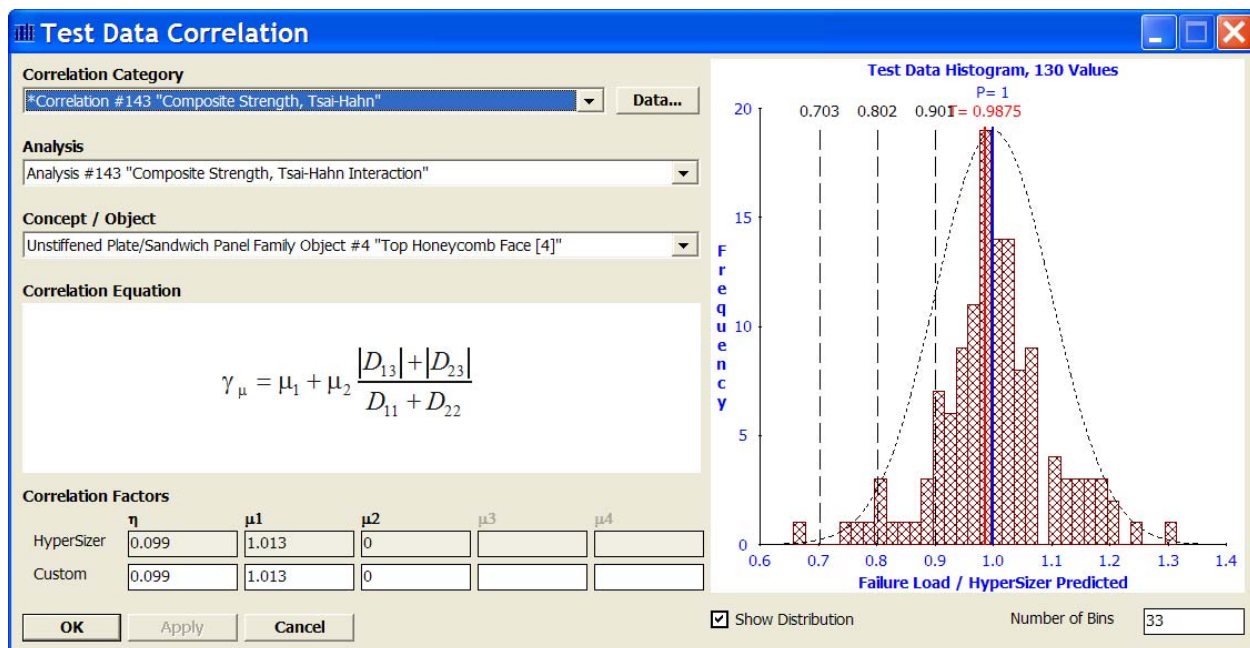 Test Data Correlation
Correlation Category
*Correlation #143 "Composite Strength, Tsai-Hahn"
Data...
Analysis
Analysis #143 "Composite Strength, Tsai-Hahn Interaction"
Concept / Object
Unstiffened Plate/Sandwich Panel Family Object #4 "Top Honeycomb Face [4]"
Correlation Equation
γ μ = μ1 + μ2 |D13| + |D23| / D11 + D22
Correlation Factors
η μ1 μ2 μ3 μ4
HyperSizer 0.099 1.013 0
Custom 0.099 1.013 0
OK Apply Cancel
Test Data Histogram, 130 Values
P= 1
0.703 0.802 0.901 T= 0.9875
20
15
10
5
0
Frequency
0.6 0.7 0.8 0.9 1.0 1.1 1.2 1.3 1.4
Failure Load / HyperSizer Predicted
Show Distribution
Number of Bins 33